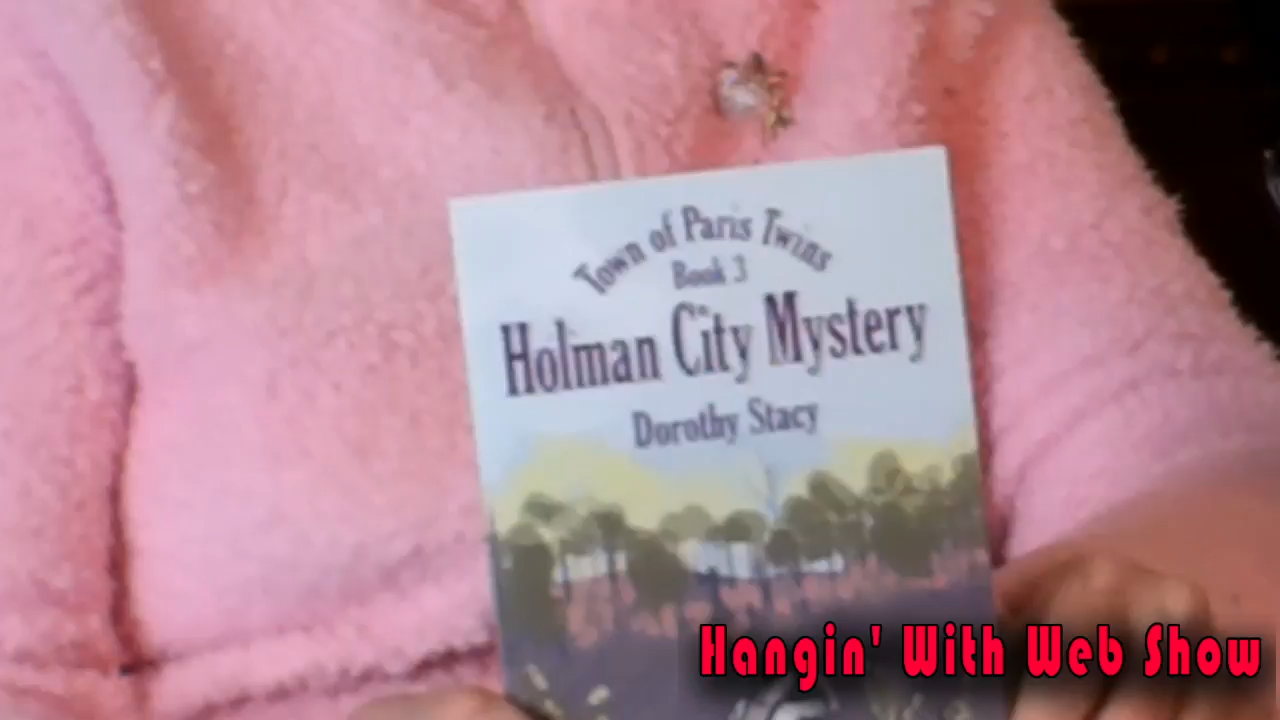 Town of Paris Twins
Book 3
Holman City Mystery
Dorothy Stacy
Hangin' With Web Show